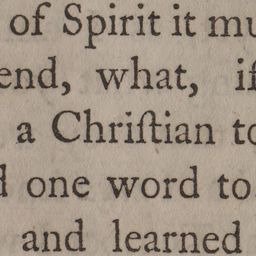 of Spirit it mu
end, what, if
a Chriſtian to
d one word to
and learned